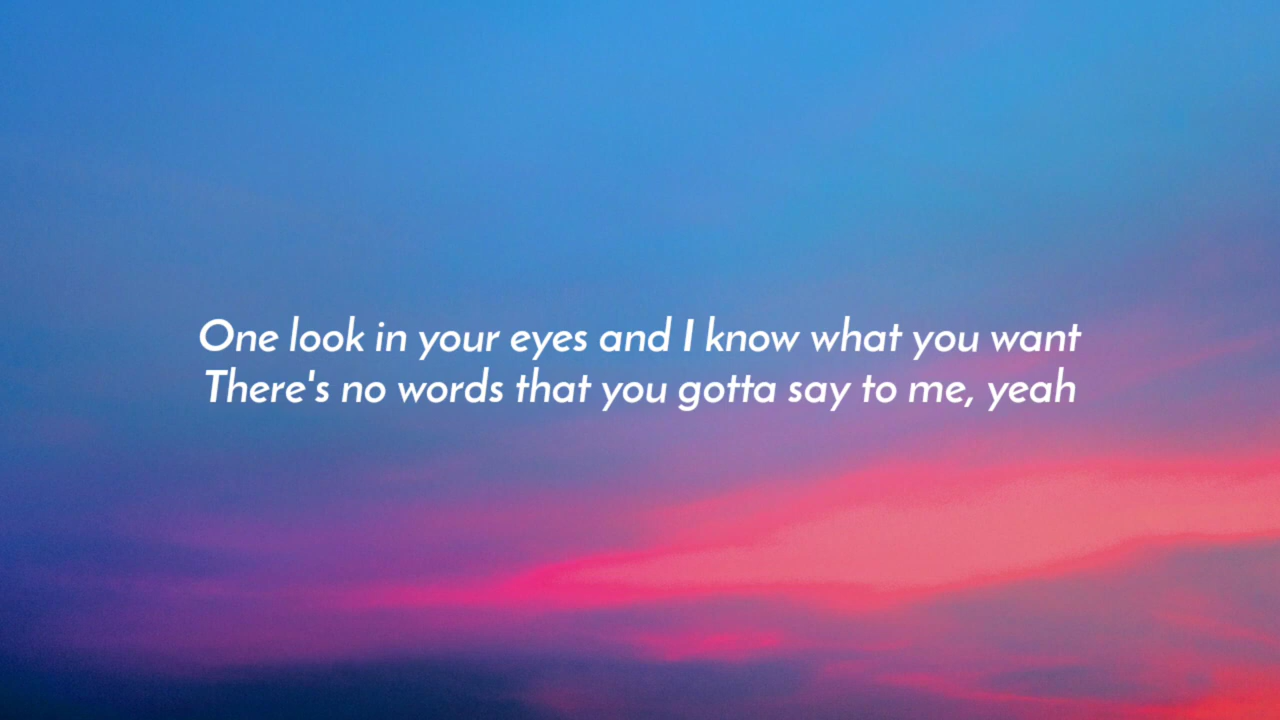 One look in your eyes and I know what you want
There's no words that you gotta say to me, yeah